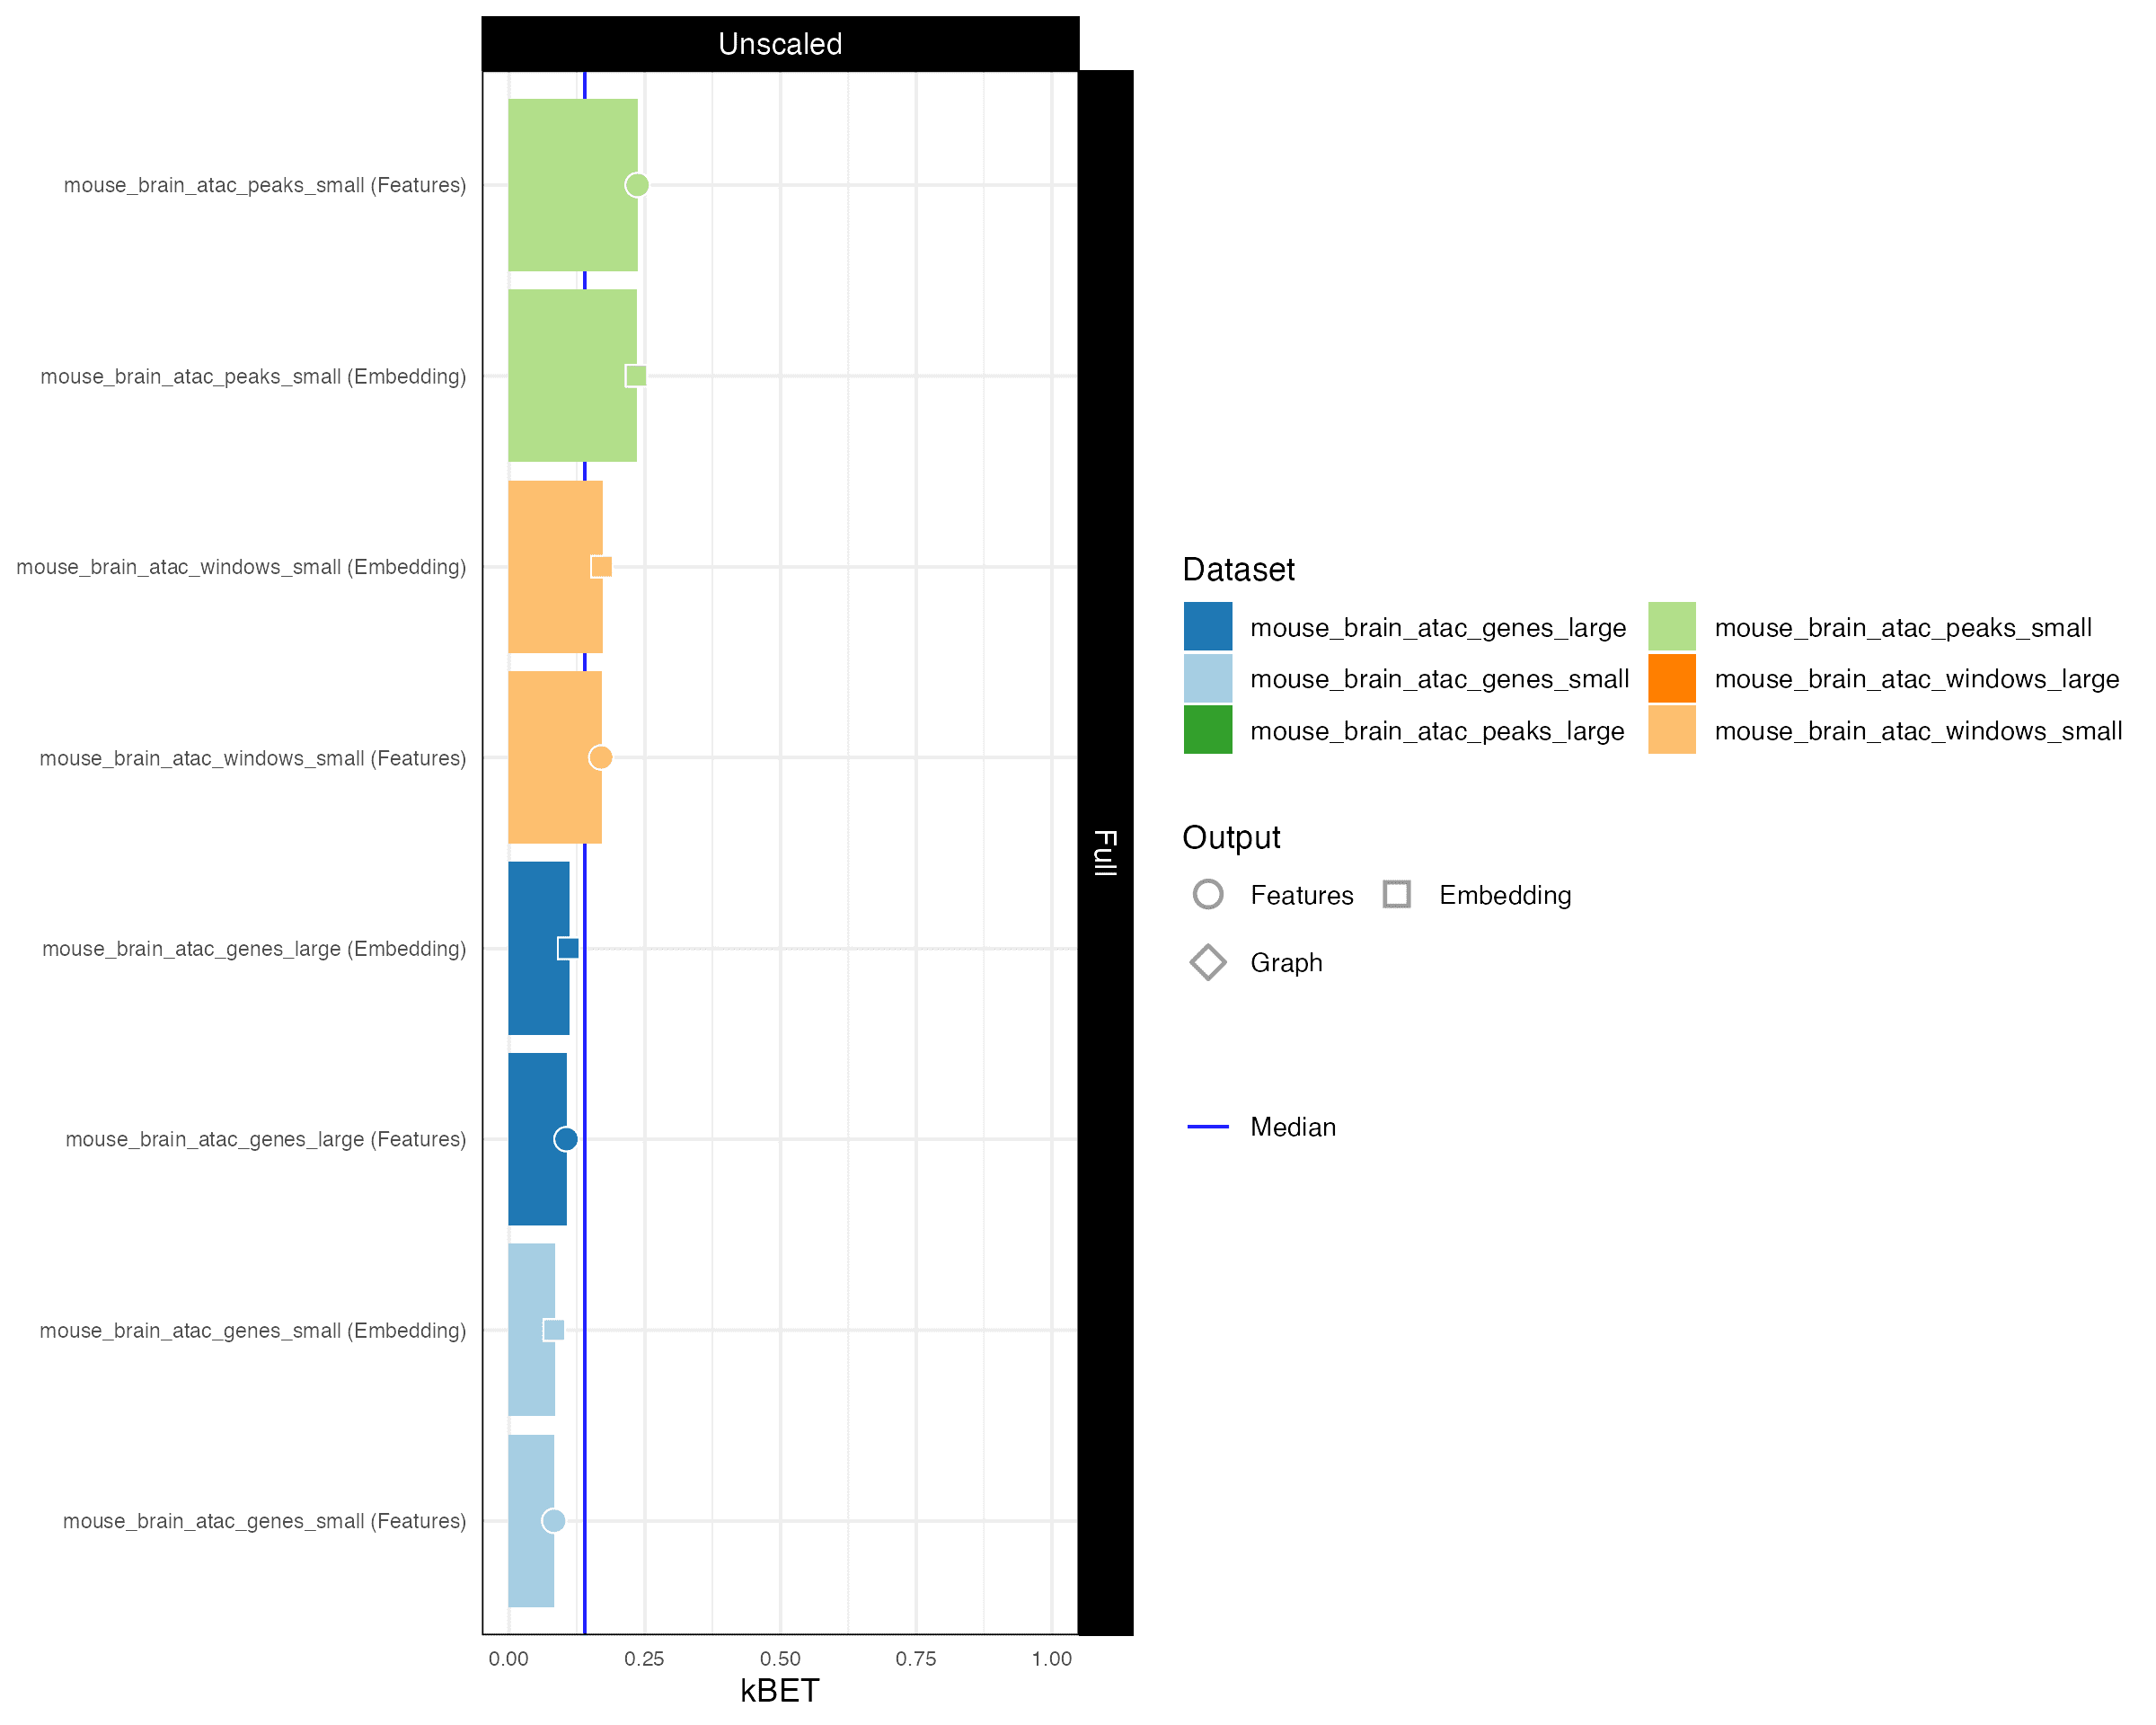 Unscaled
mouse_brain_atac_peaks_small (Features)
mouse_brain_atac_peaks_small (Embedding)
mouse_brain_atac_windows_small (Embedding)
mouse_brain_atac_windows_small (Features)
mouse_brain_atac_genes_large (Embedding)
mouse_brain_atac_genes_large (Features)
mouse_brain_atac_genes_small (Embedding)
mouse_brain_atac_genes_small (Features)
Full
0.00 0.25 0.50 0.75 1.00
kBET
Dataset
mouse_brain_atac_genes_large mouse_brain_atac_peaks_small
mouse_brain_atac_genes_small mouse_brain_atac_windows_large
mouse_brain_atac_peaks_large mouse_brain_atac_windows_small
Output
Features Embedding
Graph
Median